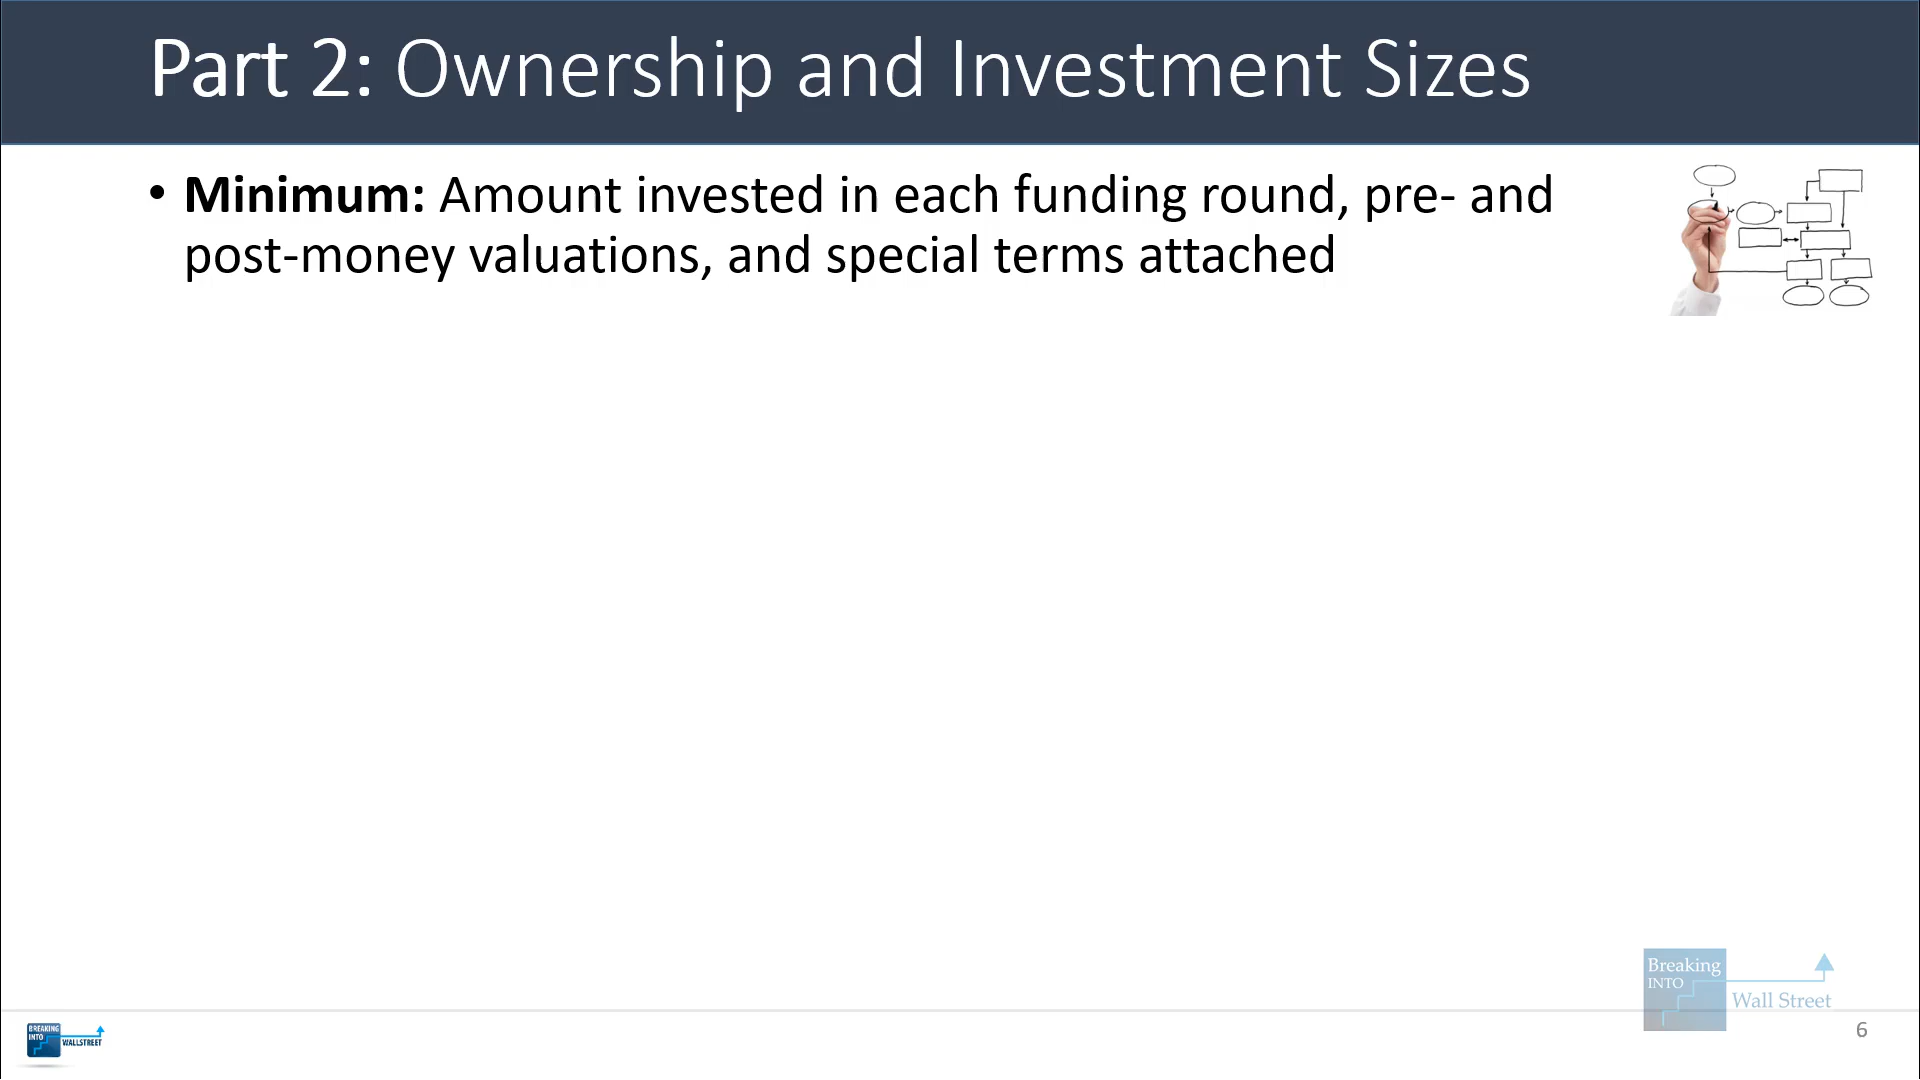 Part 2: Ownership and Investment Sizes
• Minimum: Amount invested in each funding round, pre- and
post-money valuations, and special terms attached
Breaking
INTO
Wall Street
BREAKING
INTO
WALLSTREET
6